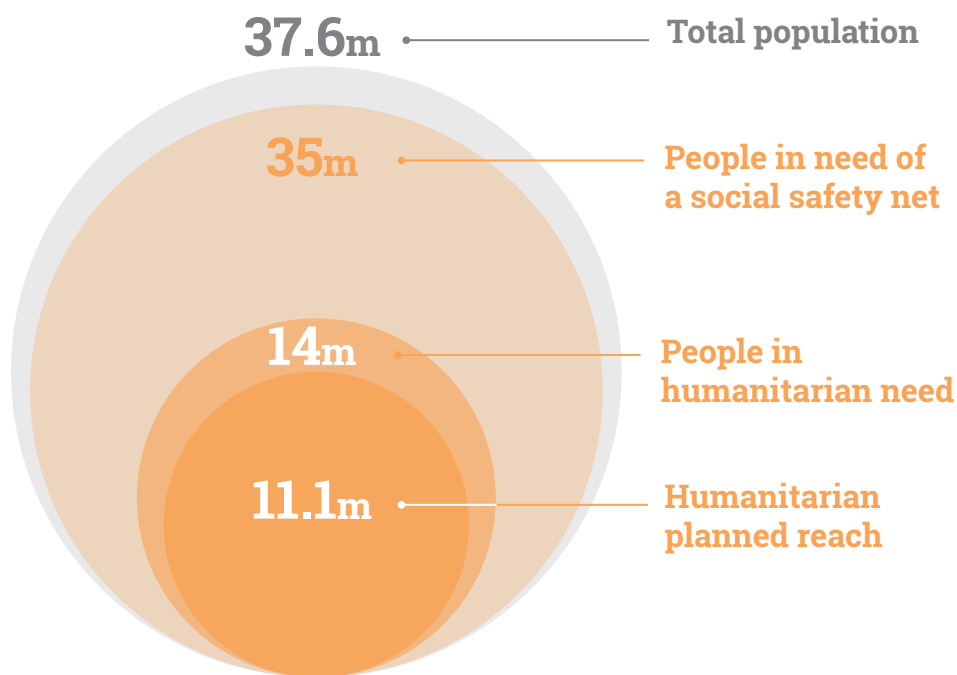 37.6m
Total population
35m
People in need of
a social safety net
14m
People in
humanitarian need
11.1m
Humanitarian
planned reach